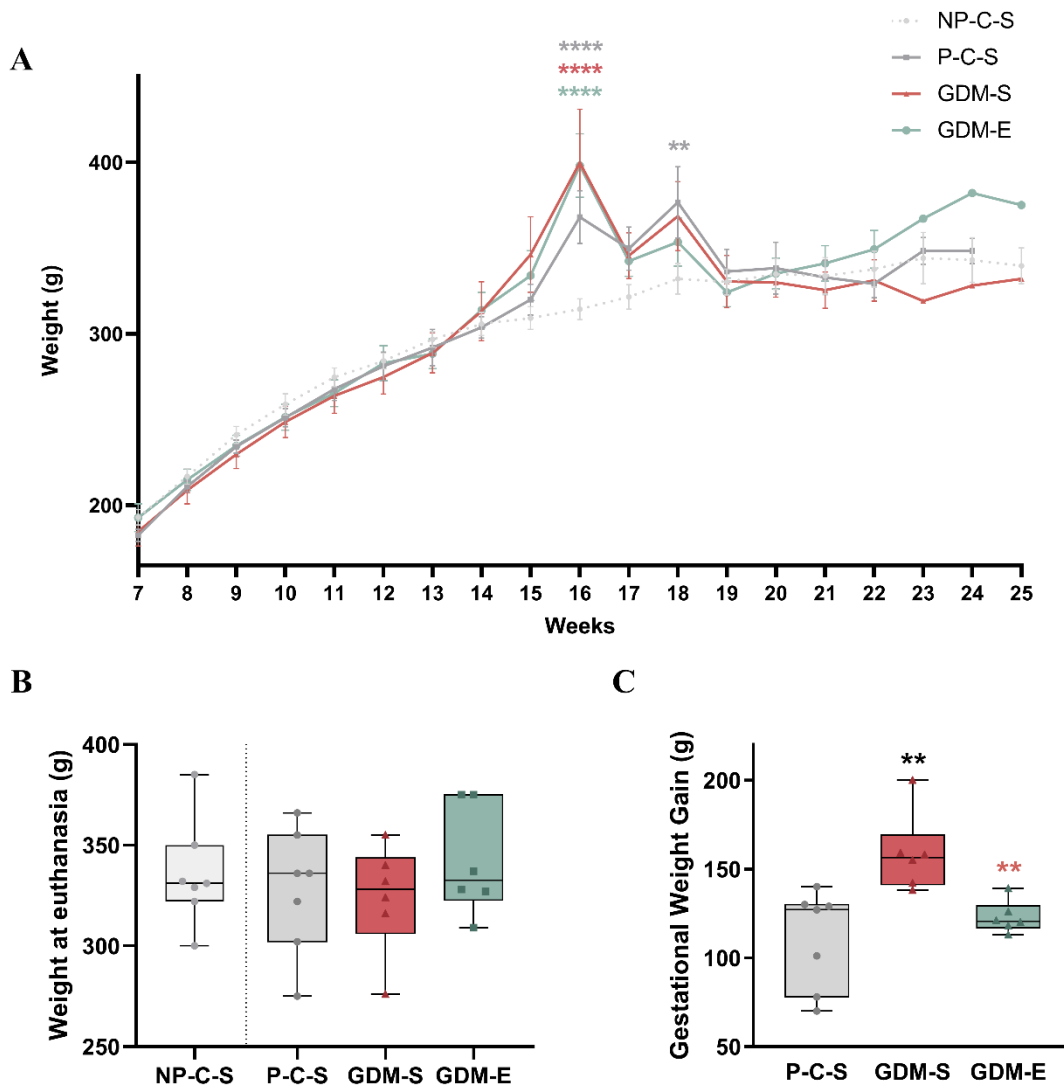 A
NP-C-S
P-C-S
GDM-S
GDM-E
****
****
****
**
Weight (g)
400
300
200
7 8 9 10 11 12 13 14 15 16 17 18 19 20 21 22 23 24 25
Weeks
B
Weight at euthanasia (g)
400
350
300
250
NP-C-S P-C-S GDM-S GDM-E
C
Gestational Weight Gain (g)
200
150
100
50
**
**
P-C-S GDM-S GDM-E